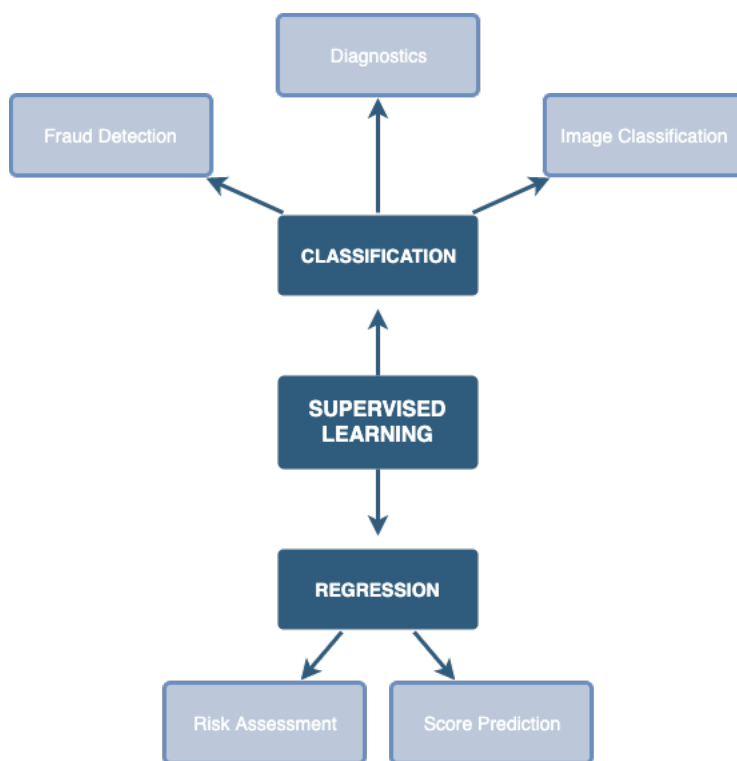 Diagnostics
Fraud Detection
Image Classification
CLASSIFICATION
SUPERVISED
LEARNING
REGRESSION
Risk Assessment
Score Prediction